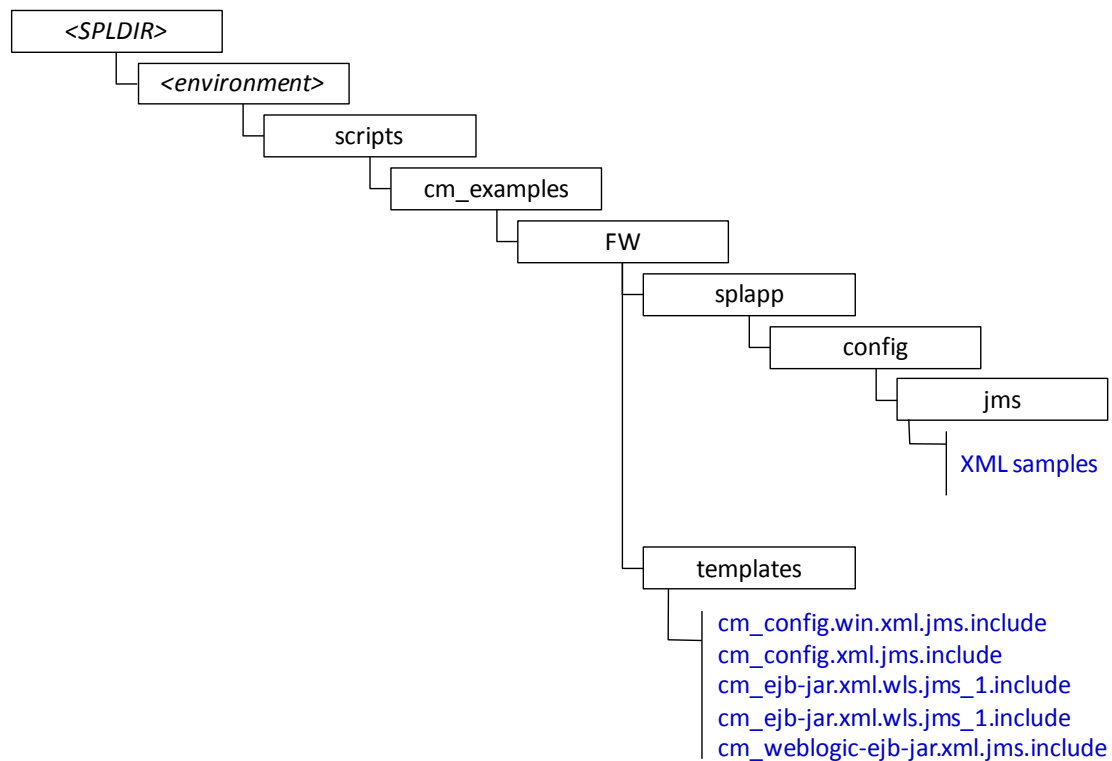 <SPLDIR>
<environment>
scripts
cm_examples
FW
splapp
config
jms
XML samples
templates
cm_config.win.xml.jms.include
cm_config.xml.jms.include
cm_ejb-jar.xml.wls.jms_1.include
cm_ejb-jar.xml.wls.jms_1.include
cm_weblogic-ejb-jar.xml.jms.include